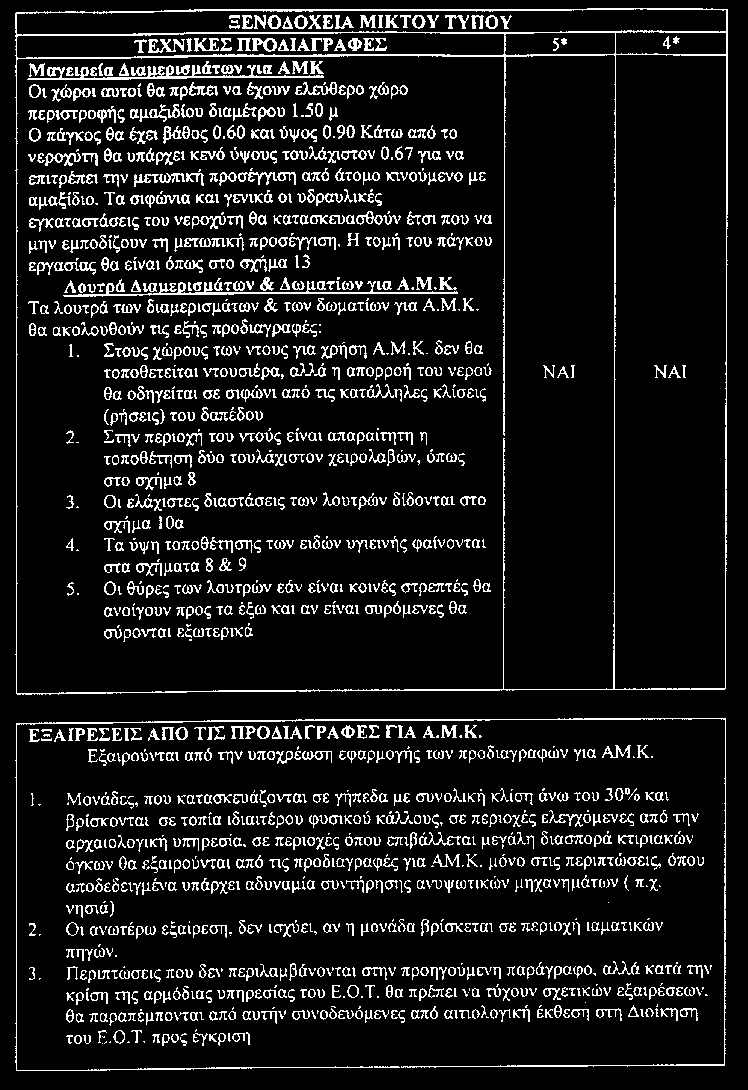 ΞΕΝΟΔΟΧΕΙΑ ΜΙΚΤΟΥ ΤΥΠΟΥ
ΤΕΧΝΙΚΕΣ ΠΡΟΔΙΑΓΡΑΦΕΣ 5* 4*
Μαγειρεία Διαμερισμάτων για ΑΜΚ
Οι χώροι αυτοί θα πρέπει να έχουν ελεύθερο χώρο
περιστροφής αμαξιδίου διαμέτρου 1.50 μ
Ο πάγκος θα έχει βάθος 0.60 και ύψος 0.90 Κάτω από το
νεροχύτη θα υπάρχει κενό ύψους τουλάχιστον 0.67 για να
επιτρέπει την μετωπική προσέγγιση από άτομο κινούμενο με
αμαξίδιο. Τα σιφώνια και γενικά οι υδραυλικές
εγκαταστάσεις του νεροχύτη θα κατασκευασθούν έτσι που να
μην εμποδίζουν τη μετωπική προσέγγιση. Η τομή του πάγκου
εργασίας θα είναι όπως στο σχήμα 13
Λουτρά Διαμερισμάτων & Δωματίων για Α.Μ.Κ.
Τα λουτρά των διαμερισμάτων & των δωματίων για Α.Μ.Κ.
θα ακολουθούν τις εξής προδιαγραφές:
1. Στους χώρους των ντους για χρήση Α.Μ.Κ. δεν θα
τοποθετείται ντουσιέρα, αλλά η απορροή του νερού
θα οδηγείται σε σιφώνι από τις κατάλληλες κλίσεις
(ρήσεις) του δαπέδου
ΝΑΙ ΝΑΙ
2. Στην περιοχή του ντούς είναι απαραίτητη η
τοποθέτηση δύο τουλάχιστον χειρολαβών, όπως
στο σχήμα 8
3. Οι ελάχιστες διαστάσεις των λουτρών δίδονται στο
σχήμα 10α
4. Τα ύψη τοποθέτησης των ειδών υγιεινής φαίνονται
στα σχήματα 8 & 9
5. Οι θύρες των λουτρών εάν είναι κοινές στρεπτές θα
ανοίγουν προς τα έξω και αν είναι συρόμενες θα
σύρονται εξωτερικά
ΕΞΑΙΡΕΣΕΙΣ ΑΠΟ ΤΙΣ ΠΡΟΔΙΑΓΡΑΦΕΣ ΓΙΑ Α.Μ.Κ.
Εξαιρούνται από την υποχρέωση εφαρμογής των προδιαγραφών για ΑΜ.Κ.
1. Μονάδες, που κατασκευάζονται σε γήπεδα με συνολική κλίση άνω του 30% και
βρίσκονται σε τοπία ιδιαιτέρου φυσικού κάλλους, σε περιοχές ελεγχόμενες από την
αρχαιολογική υπηρεσία, σε περιοχές όπου επιβάλλεται μεγάλη διασπορά κτιριακών
όγκων θα εξαιρούνται από τις προδιαγραφές για ΑΜ.Κ. μόνο στις περιπτώσεις, όπου
αποδεδειγμένα υπάρχει αδυναμία συντήρησης ανυψωτικών μηχανημάτων ( π.χ.
νησιά)
2. Οι ανωτέρω εξαίρεση, δεν ισχύει, αν η μονάδα βρίσκεται σε περιοχή ιαματικών
πηγών.
3. Περιπτώσεις που δεν περιλαμβάνονται στην προηγούμενη παράγραφο, αλλά κατά την
κρίση της αρμόδιας υπηρεσίας του Ε.Ο.Τ. θα πρέπει να τύχουν σχετικών εξαιρέσεων,
θα παραπέμπονται από αυτήν συνοδευόμενες από αιτιολογική έκθεση στη Διοίκηση
του Ε.Ο.Τ. προς έγκριση